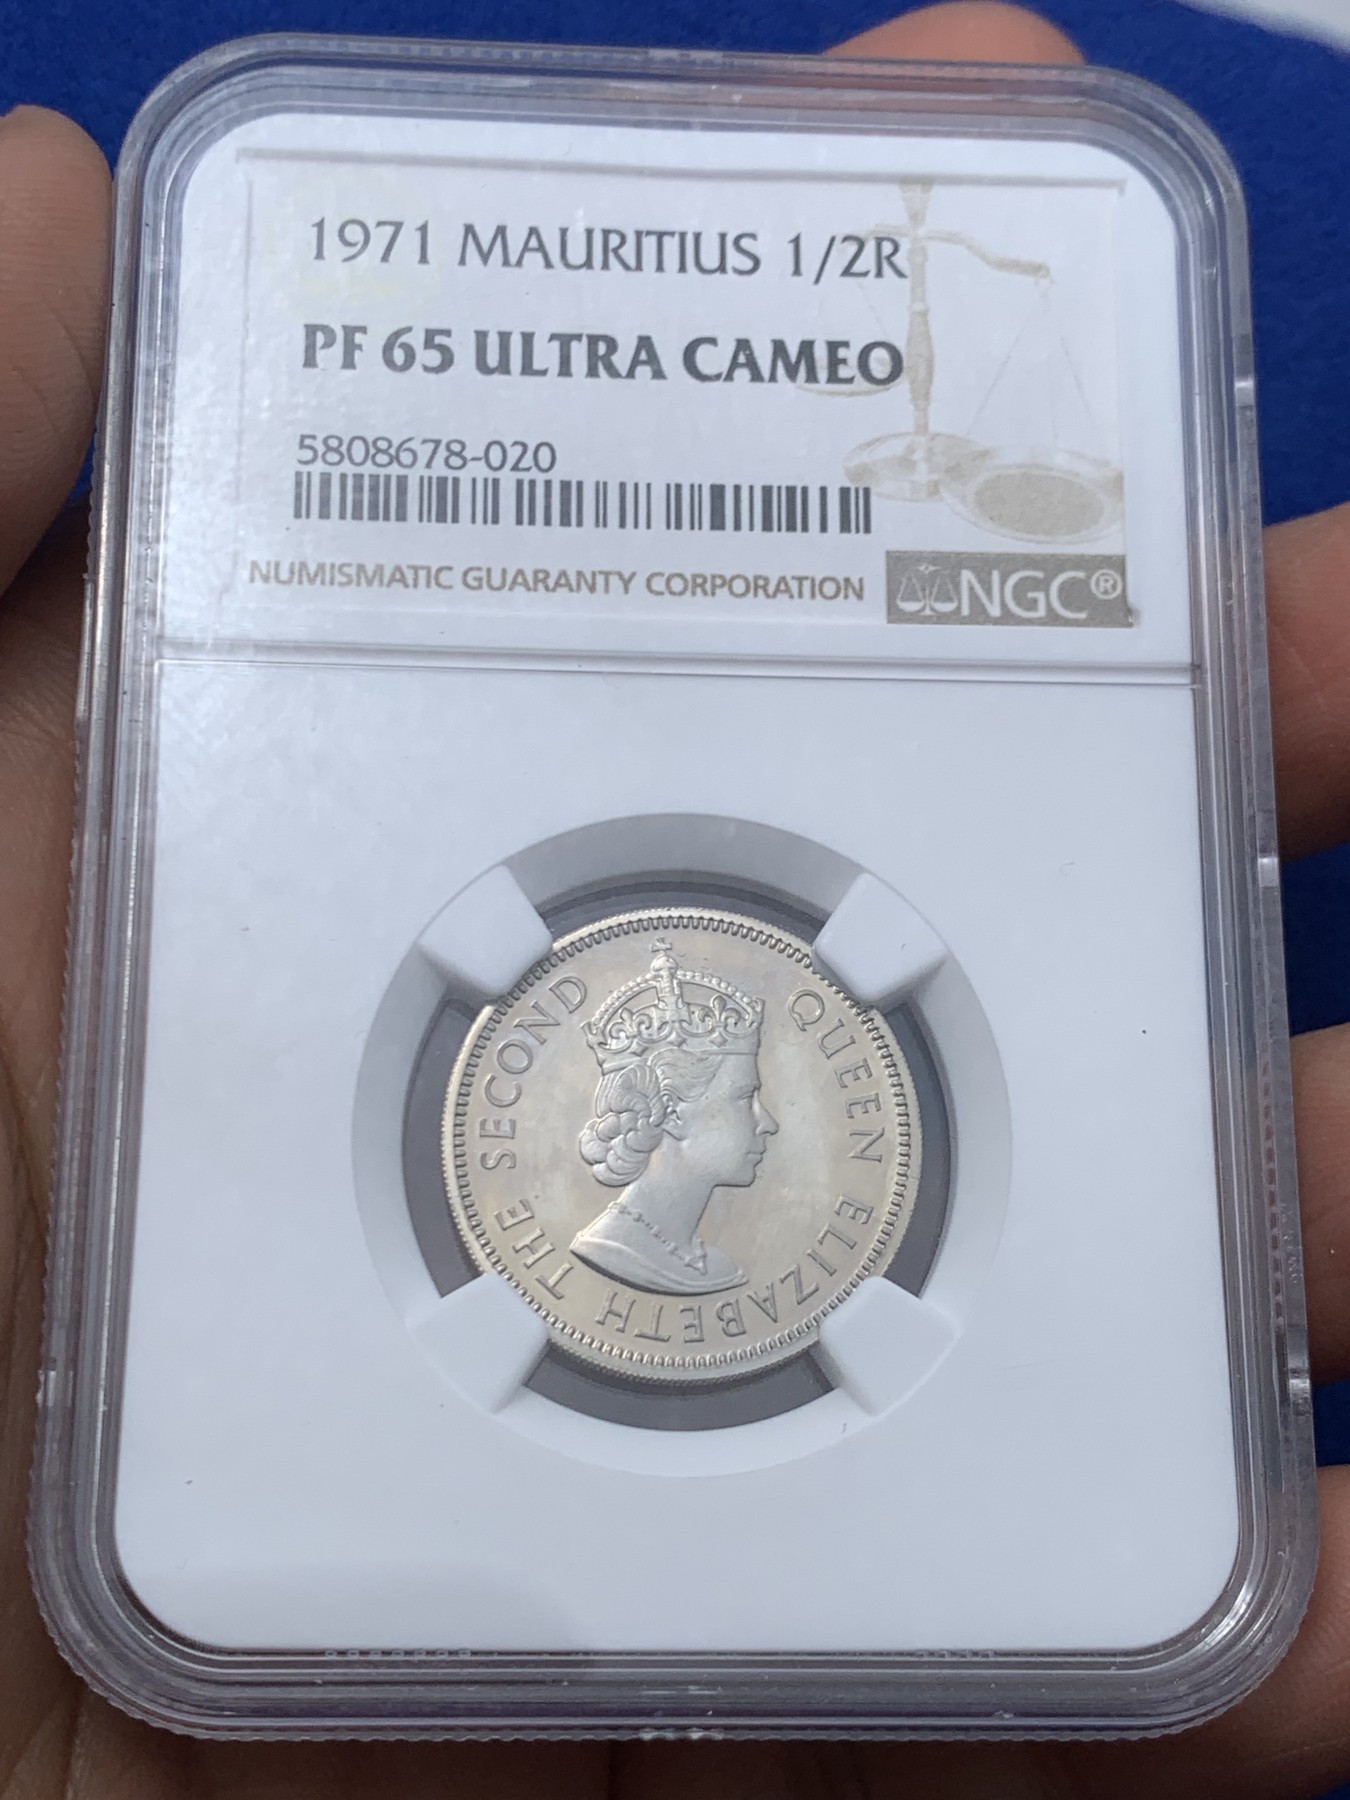 1971 MAURITIUS 1/2R
PF 65 ULTRA CAMEO
5808678-020
NUMISMATIC GUARANTY CORPORATION NGC®
QUEEN ELIZABETH THE SECOND